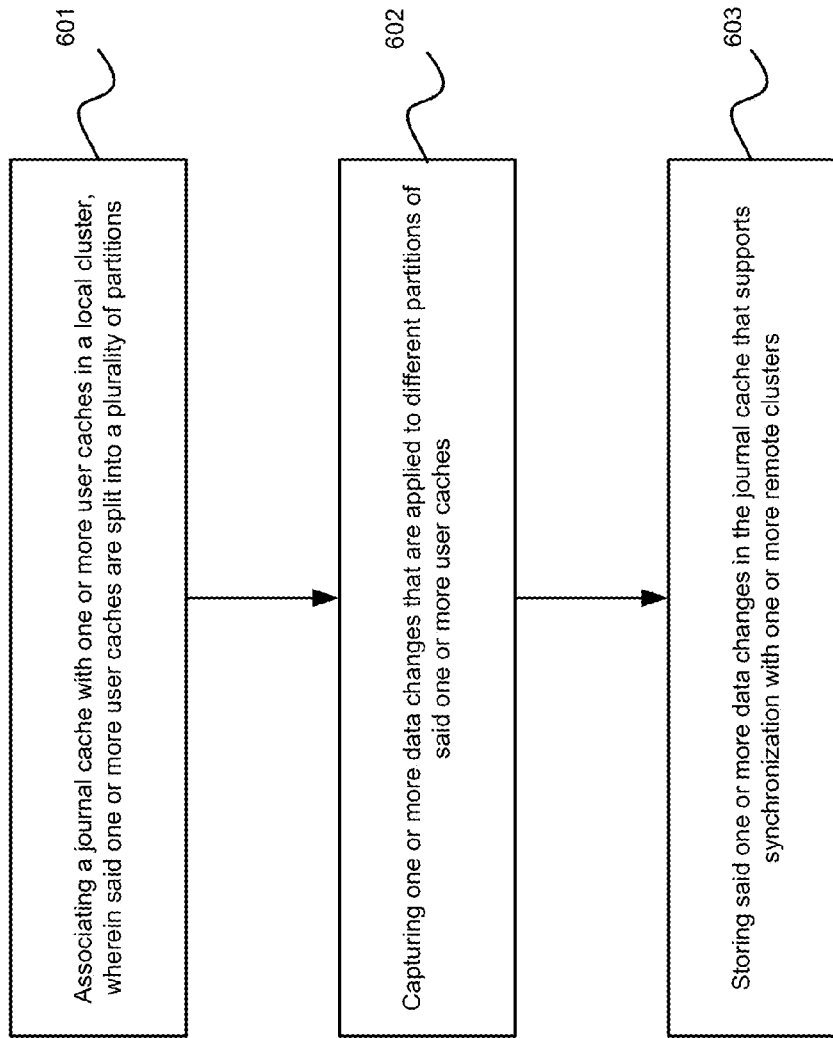 601
Associating a journal cache with one or more user caches in a local cluster,
wherein said one or more user caches are split into a plurality of partitions
602
Capturing one or more data changes that are applied to different partitions of
said one or more user caches
603
Storing said one or more data changes in the journal cache that supports
synchronization with one or more remote clusters